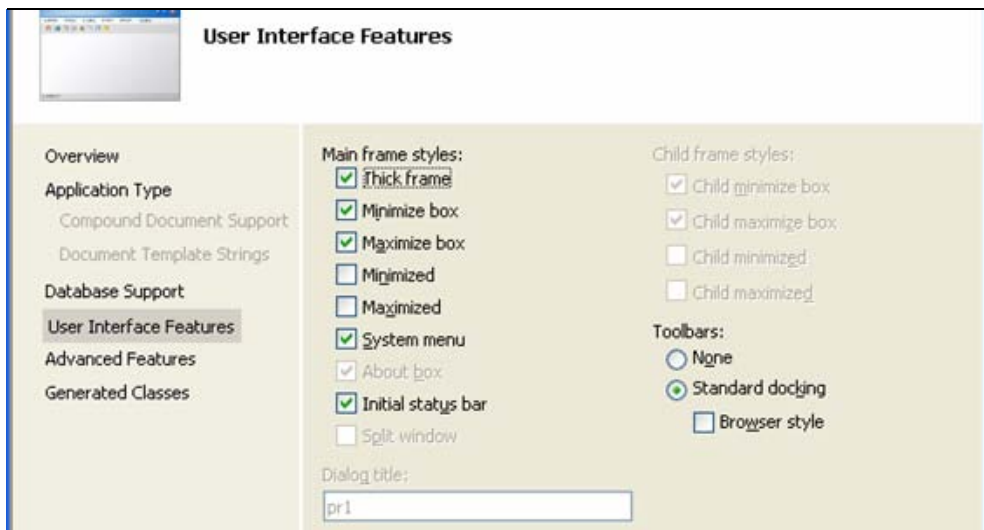 User Interface Features
Overview
Application Type
Compound Document Support
Document Template Strings
Database Support
User Interface Features
Advanced Features
Generated Classes
Main frame styles:
Thick frame
Minimize box
Maximize box
Minimized
Maximized
System menu
About box
Initial status bar
Split window
Dialog title:
pr1
Child frame styles:
Child minimize box
Child maximize box
Child minimized
Child maximized
Toolbars:
None
Standard docking
Browser style